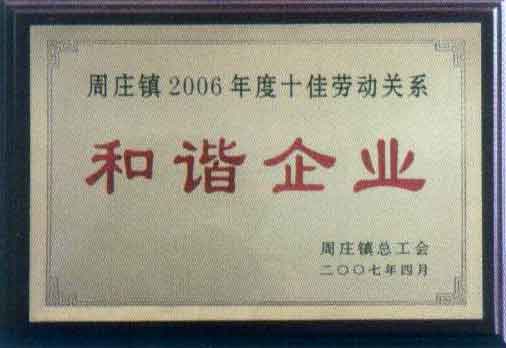 周庄镇2006年度十佳劳动关系
和谐企业
周庄镇总工会
二〇〇七年四月